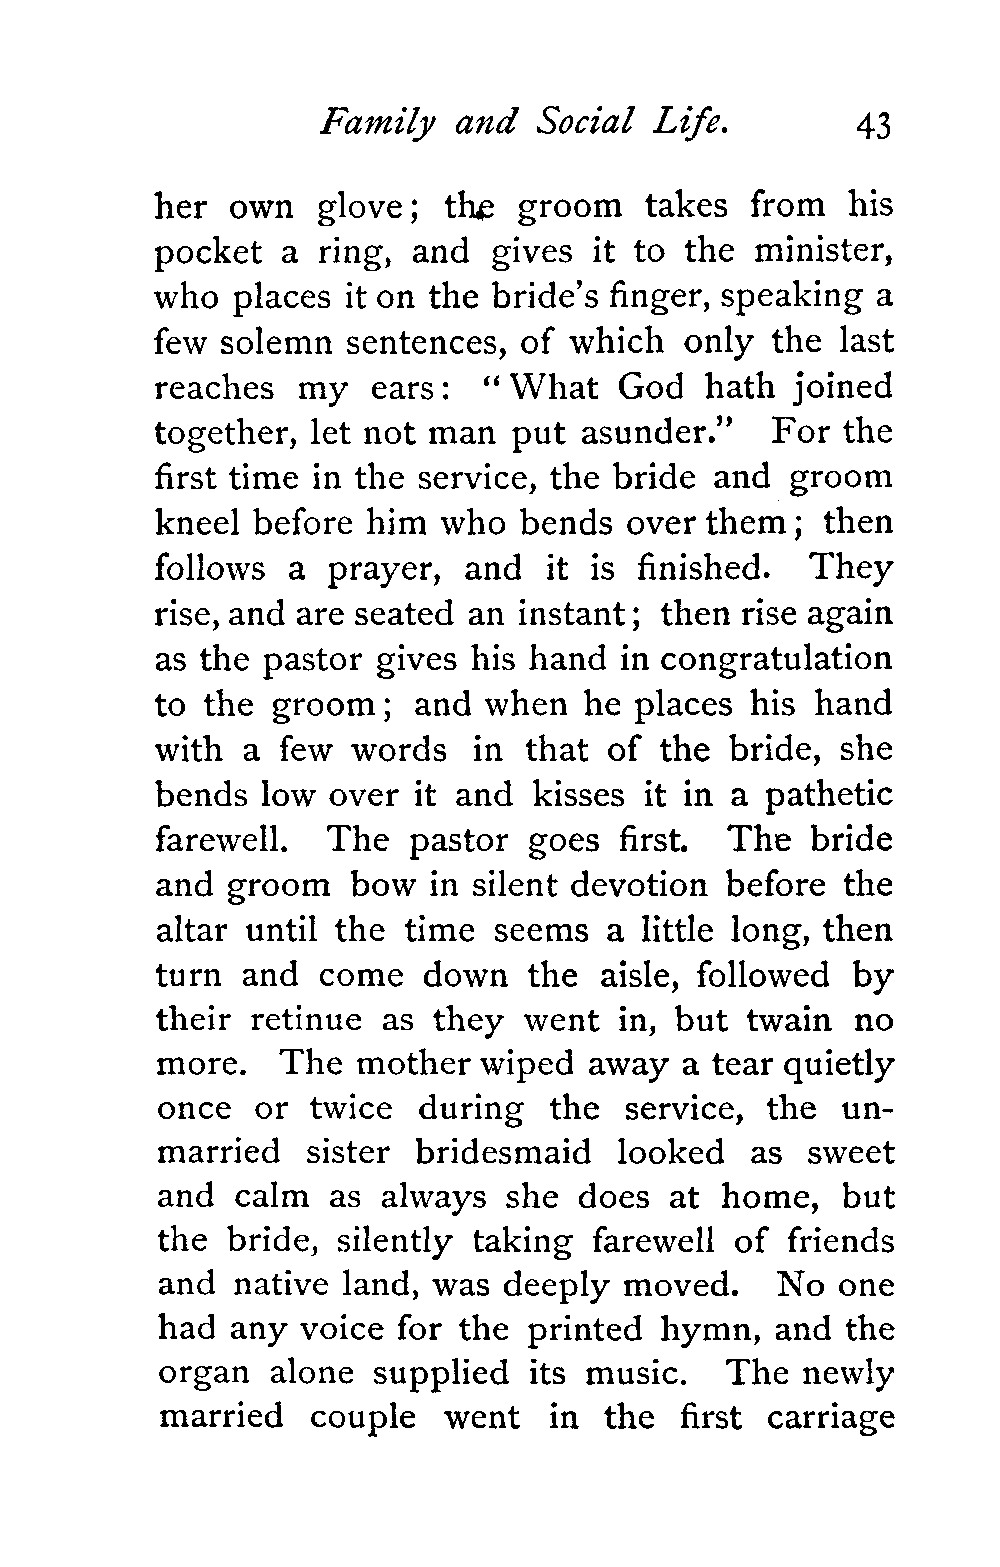 Family and Social Life. 43
her own glove; the groom takes from his
pocket a ring, and gives it to the minister,
who places it on the bride's finger, speaking a
few solemn sentences, of which only the last
reaches my ears: "What God hath joined
together, let not man put asunder." For the
first time in the service, the bride and groom
kneel before him who bends over them; then
follows a prayer, and it is finished. They
rise, and are seated an instant; then rise again
as the pastor gives his hand in congratulation
to the groom; and when he places his hand
with a few words in that of the bride, she
bends low over it and kisses it in a pathetic
farewell. The pastor goes first. The bride
and groom bow in silent devotion before the
altar until the time seems a little long, then
turn and come down the aisle, followed by
their retinue as they went in, but twain no
more. The mother wiped away a tear quietly
once or twice during the service, the un-
married sister bridesmaid looked as sweet
and calm as always she does at home, but
the bride, silently taking farewell of friends
and native land, was deeply moved. No one
had any voice for the printed hymn, and the
organ alone supplied its music. The newly
married couple went in the first carriage